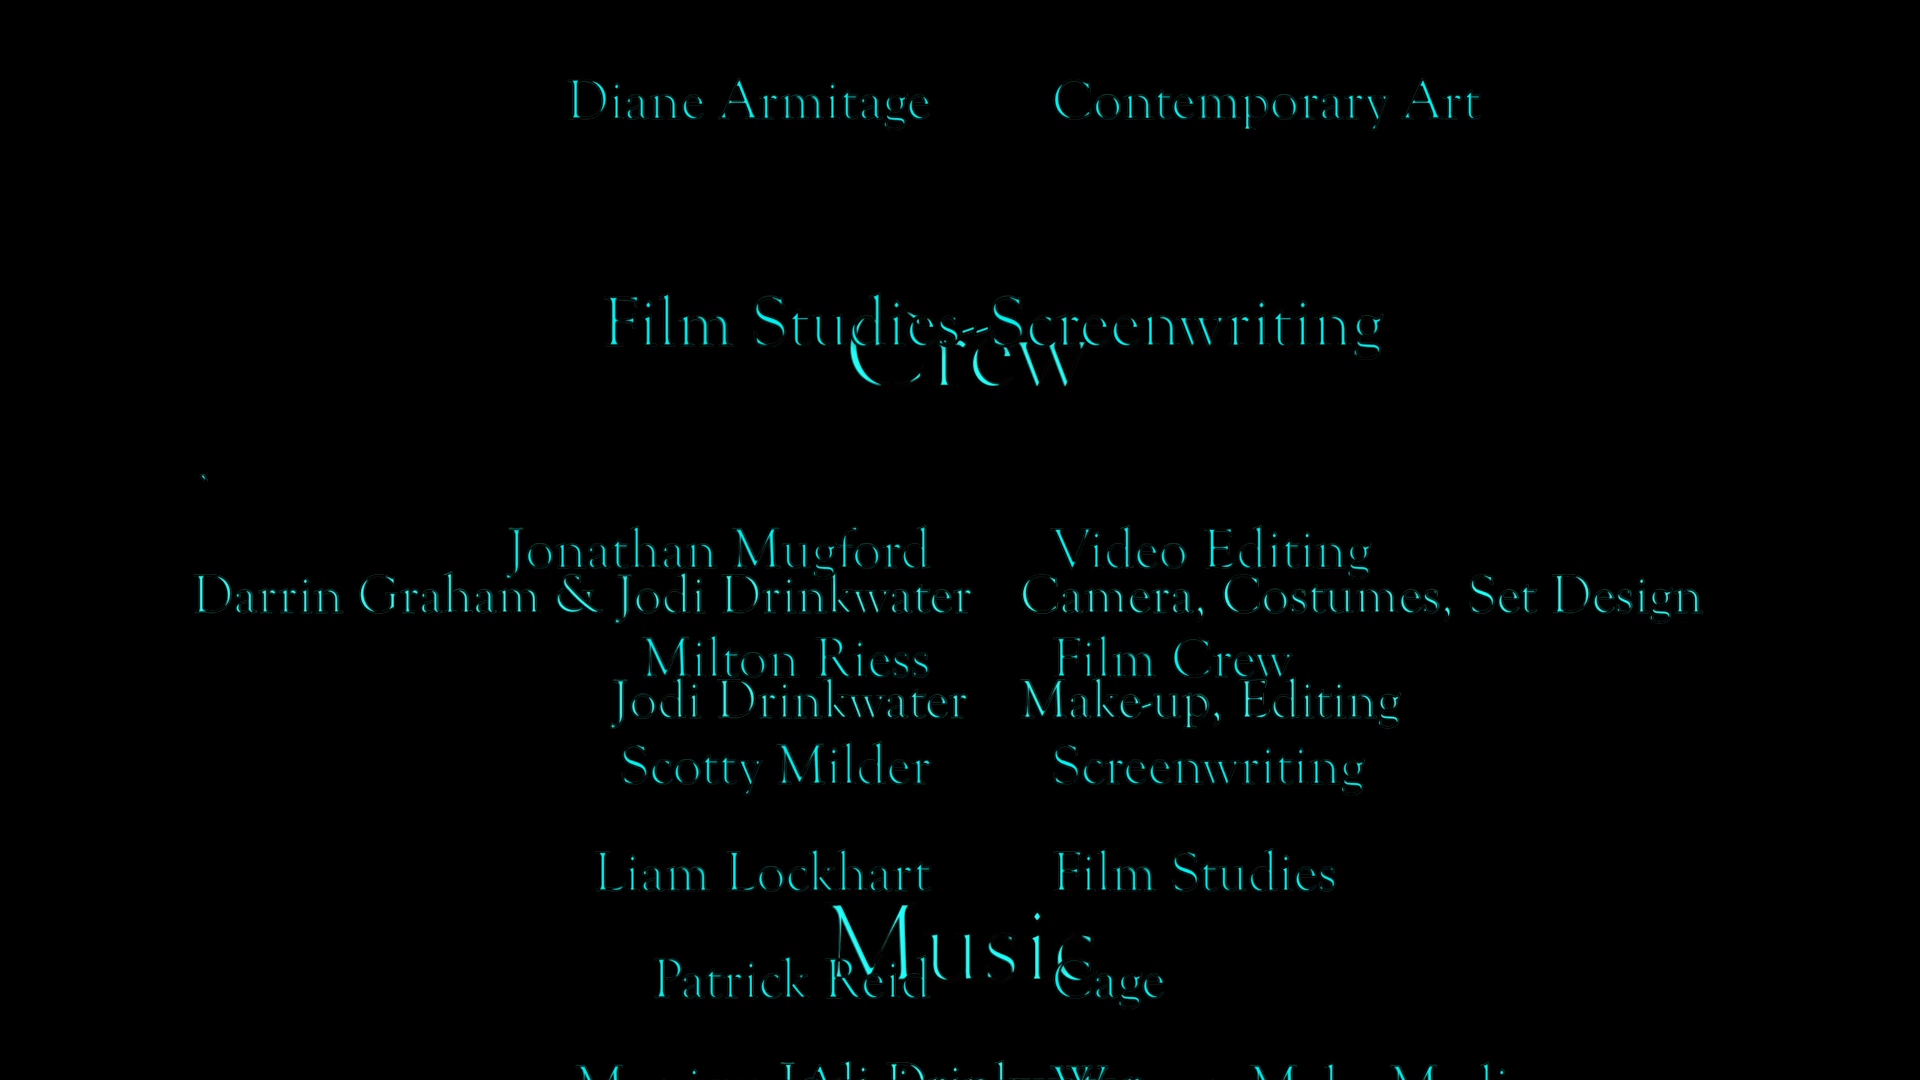 Diane Armitage Contemporary Art
Film Studies--Screenwriting
Crew
Jonathan Mugford Video Editing
Darrin Graham & Jodi Drinkwater Camera, Costumes, Set Design
Milton Riess Film Crew
Jodi Drinkwater Make-up, Editing
Scotty Milder Screenwriting
Liam Lockhart Film Studies
Music
Patrick Reid Cage